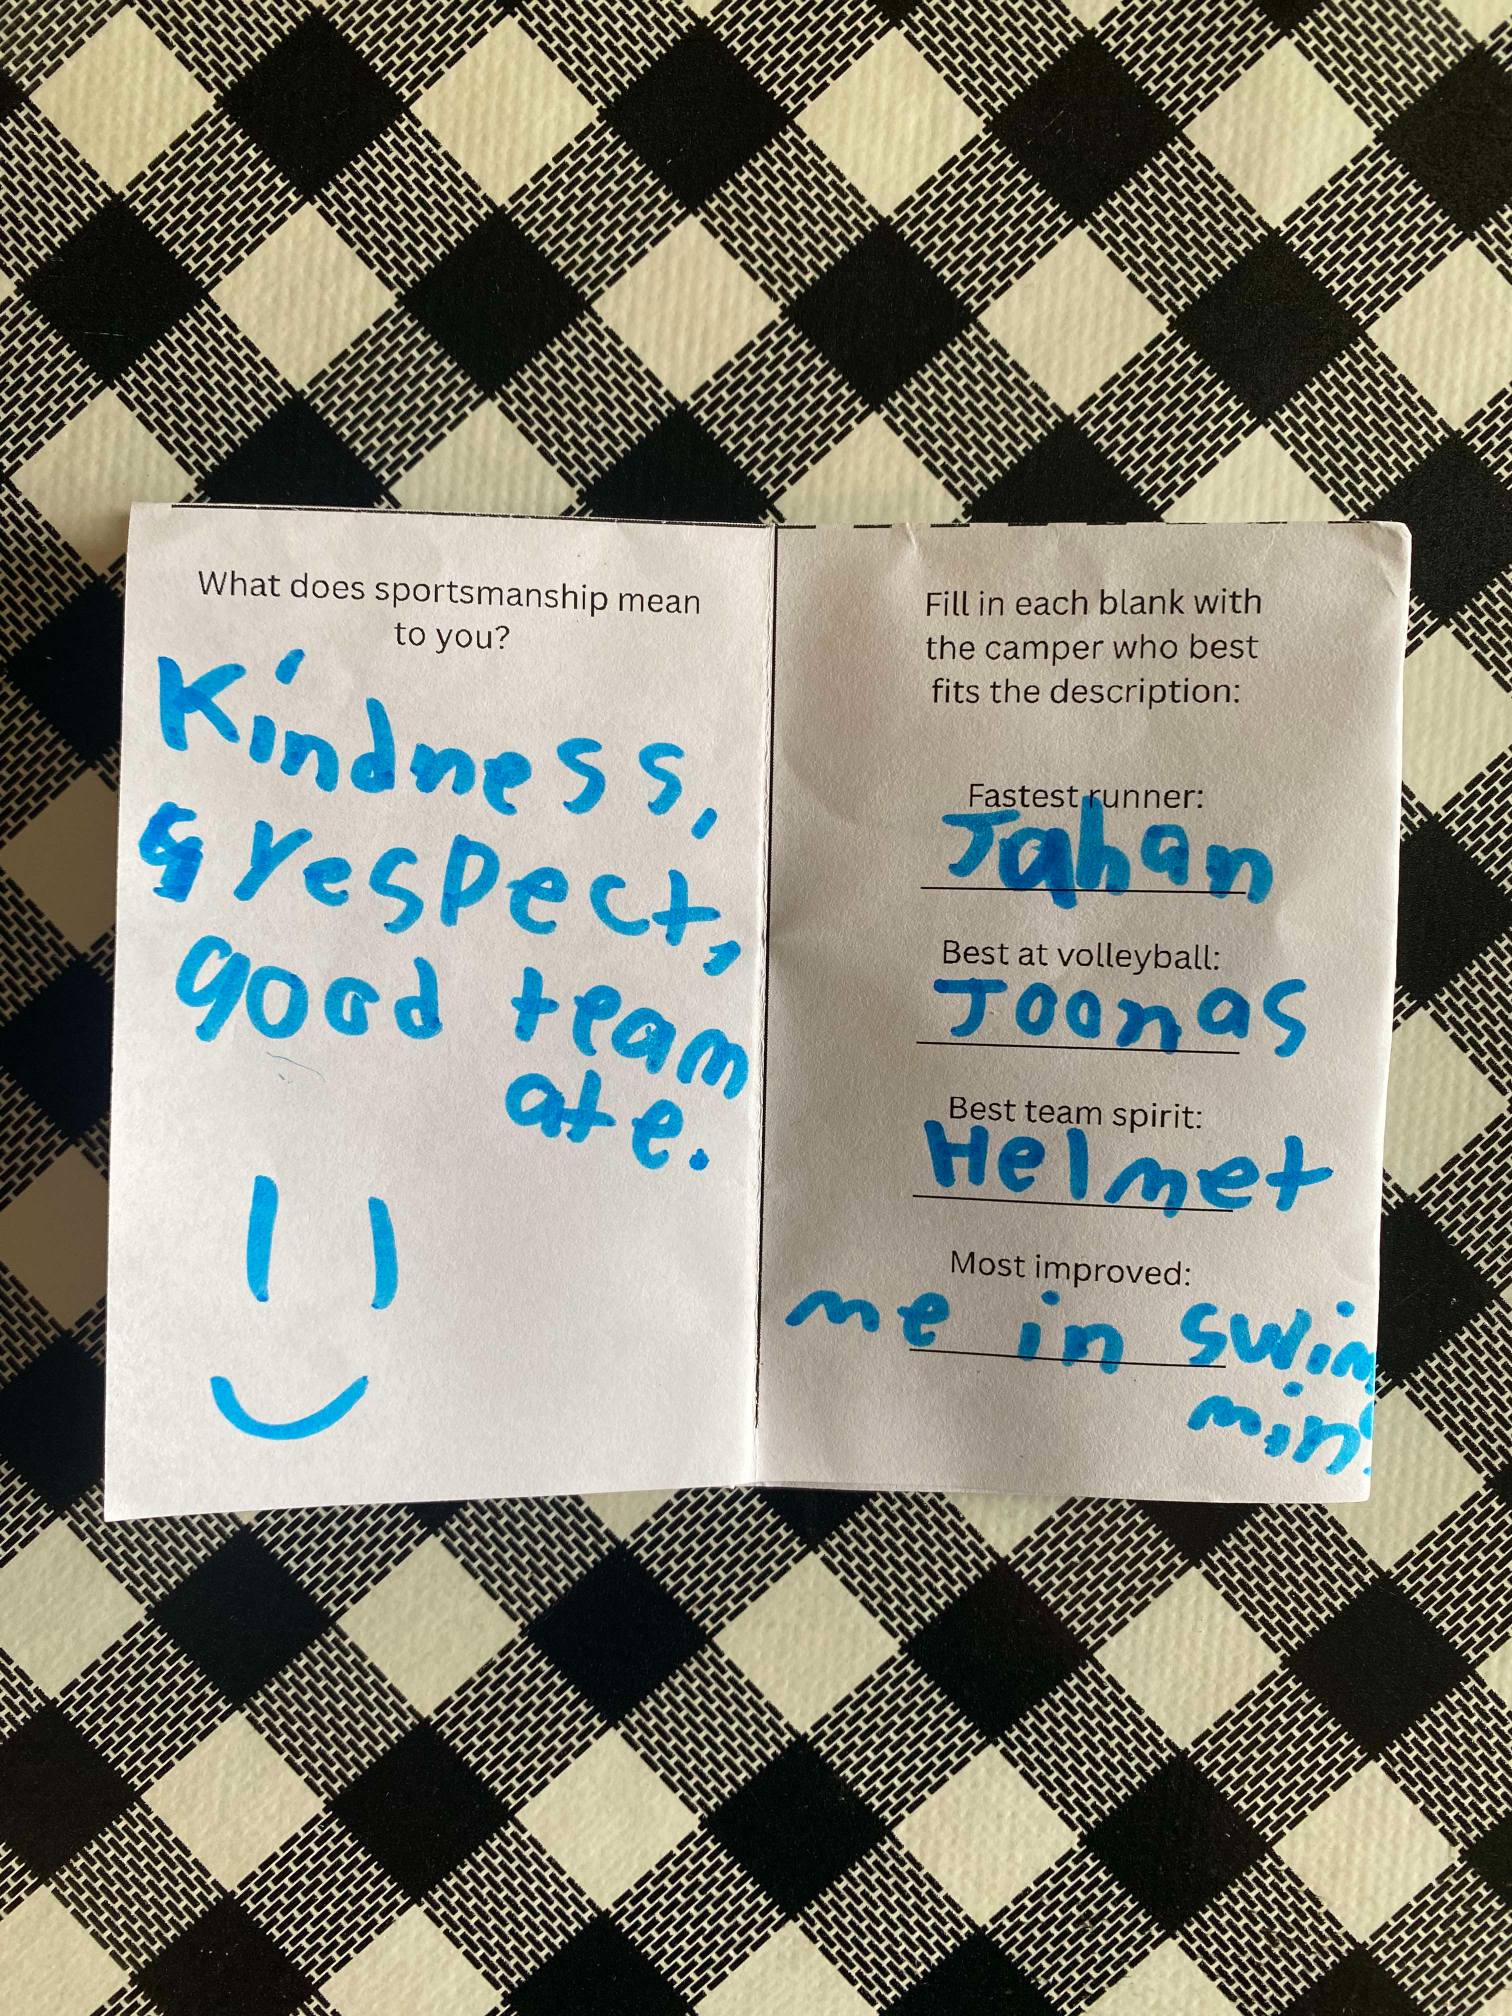 What does sportsmanship mean
to you?
Kindness,
& respect,
good team
ate.
Fill in each blank with
the camper who best
fits the description:
Fastest runner:
Jahan
Best at volleyball:
Joonas
Best team spirit:
Helmet
Most improved:
me in swim
min'